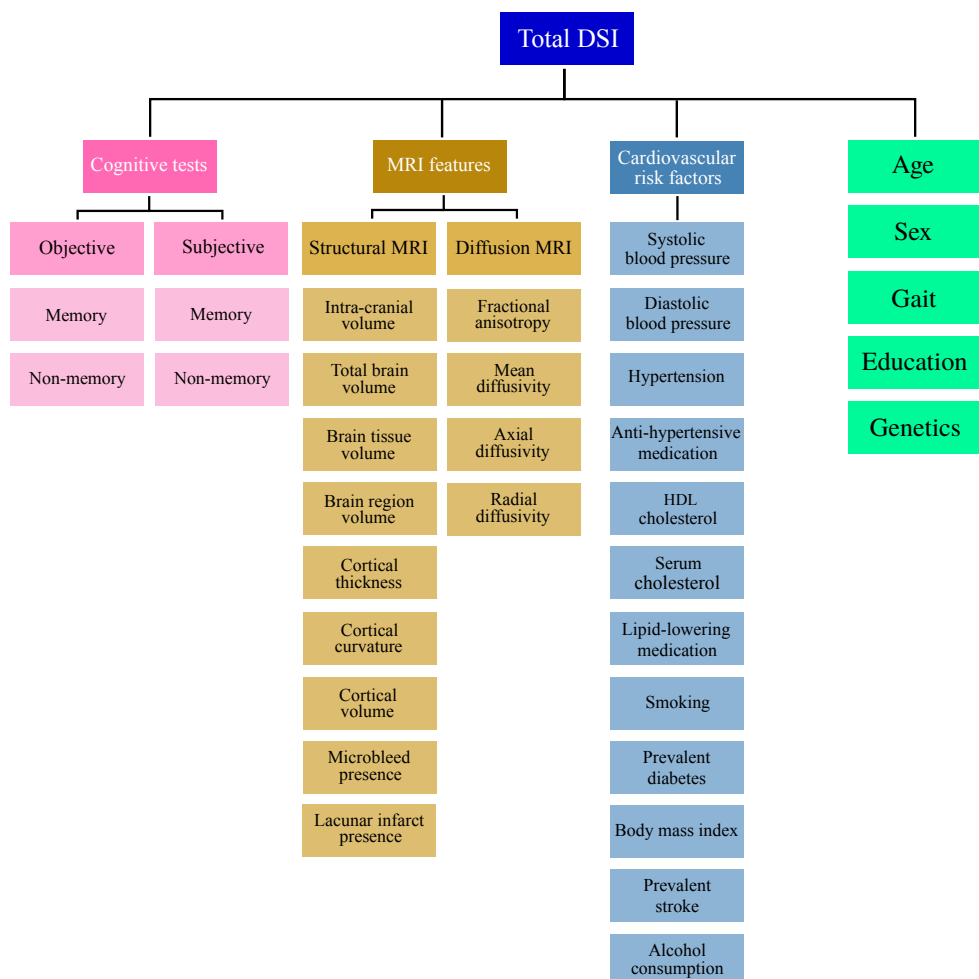 Total DSI
Cognitive tests
MRI features
Cardiovascular
risk factors
Age
Sex
Gait
Education
Genetics
Objective
Subjective
Memory
Memory
Non-memory
Non-memory
Structural MRI
Diffusion MRI
Intra-cranial
volume
Fractional
anisotropy
Total brain
volume
Mean
diffusivity
Brain tissue
volume
Axial
diffusivity
Brain region
volume
Radial
diffusivity
Cortical
thickness
Cortical
curvature
Cortical
volume
Microbleed
presence
Lacunar infarct
presence
Systolic
blood pressure
Diastolic
blood pressure
Hypertension
Anti-hypertensive
medication
HDL
cholesterol
Serum
cholesterol
Lipid-lowering
medication
Smoking
Prevalent
diabetes
Body mass index
Prevalent
stroke
Alcohol
consumption